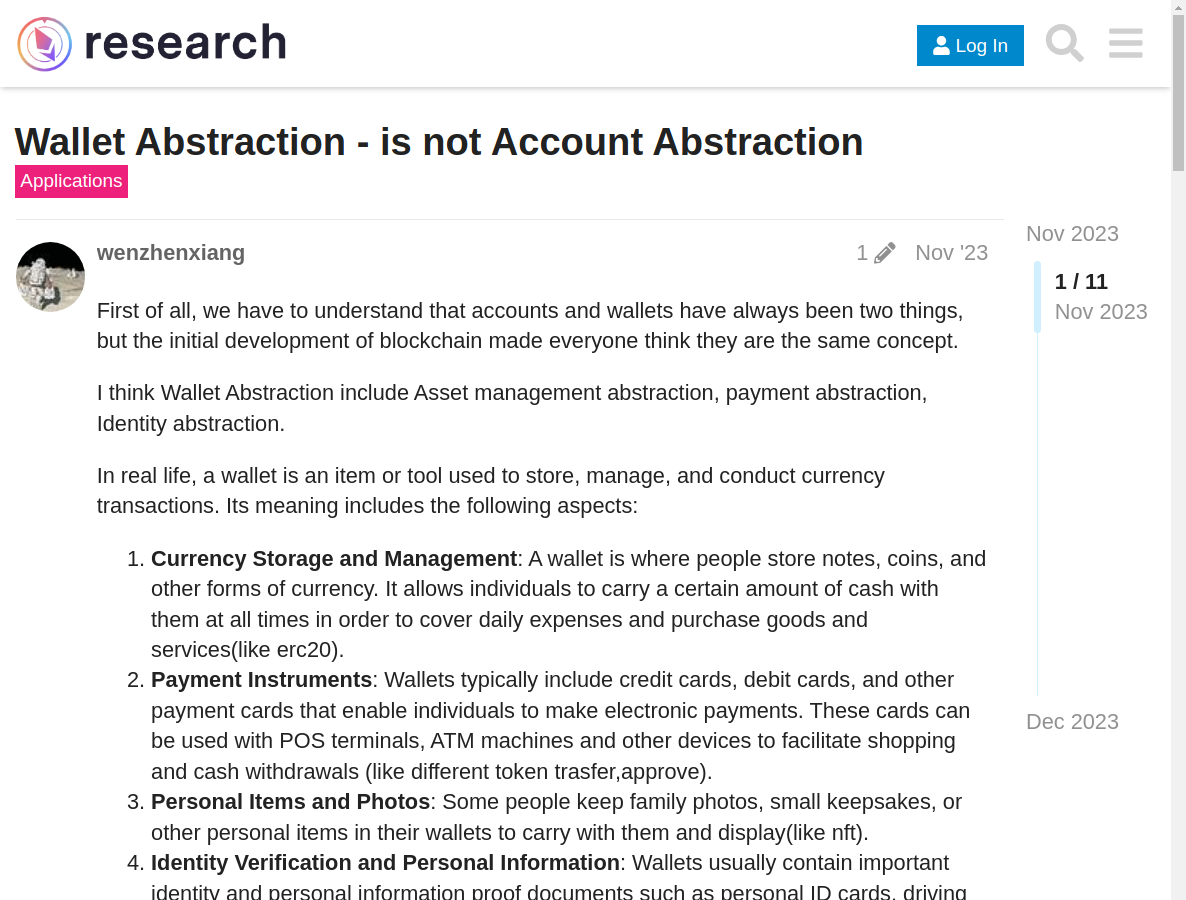 research
Log In
Wallet Abstraction - is not Account Abstraction
Applications
wenzhenxiang
1
Nov '23
First of all, we have to understand that accounts and wallets have always been two things,
but the initial development of blockchain made everyone think they are the same concept.
I think Wallet Abstraction include Asset management abstraction, payment abstraction,
Identity abstraction.
In real life, a wallet is an item or tool used to store, manage, and conduct currency
transactions. Its meaning includes the following aspects:
1. Currency Storage and Management: A wallet is where people store notes, coins, and
other forms of currency. It allows individuals to carry a certain amount of cash with
them at all times in order to cover daily expenses and purchase goods and
services(like erc20).
2. Payment Instruments: Wallets typically include credit cards, debit cards, and other
payment cards that enable individuals to make electronic payments. These cards can
be used with POS terminals, ATM machines and other devices to facilitate shopping
and cash withdrawals (like different token trasfer,approve).
3. Personal Items and Photos: Some people keep family photos, small keepsakes, or
other personal items in their wallets to carry with them and display(like nft).
4. Identity Verification and Personal Information: Wallets usually contain important
identity and personal information proof documents such as personal ID cards, driving
Nov 2023
1 / 11
Nov 2023
Dec 2023